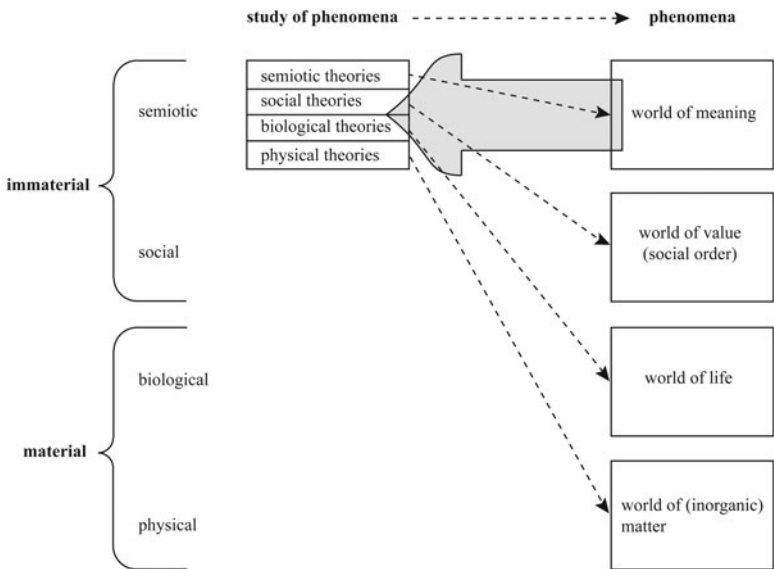 study of phenomena
phenomena
semiotic theories
social theories
biological theories
physical theories
semiotic
world of meaning
immaterial
social
world of value
(social order)
biological
world of life
material
physical
world of (inorganic)
matter